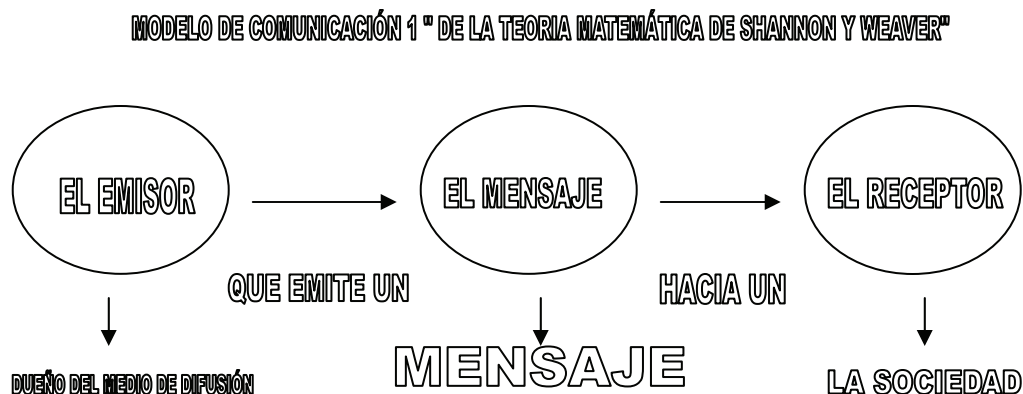 MODELO DE COMUNICACIÓN 1 " DE LA TEORIA MATEMÁTICA DE SHANNON Y WEAVER"
EL EMISOR
EL MENSAJE
EL RECEPTOR
QUE EMITE UN
HACIA UN
DUEÑO DEL MEDIO DE DIFUSIÓN
MENSAJE
LA SOCIEDAD